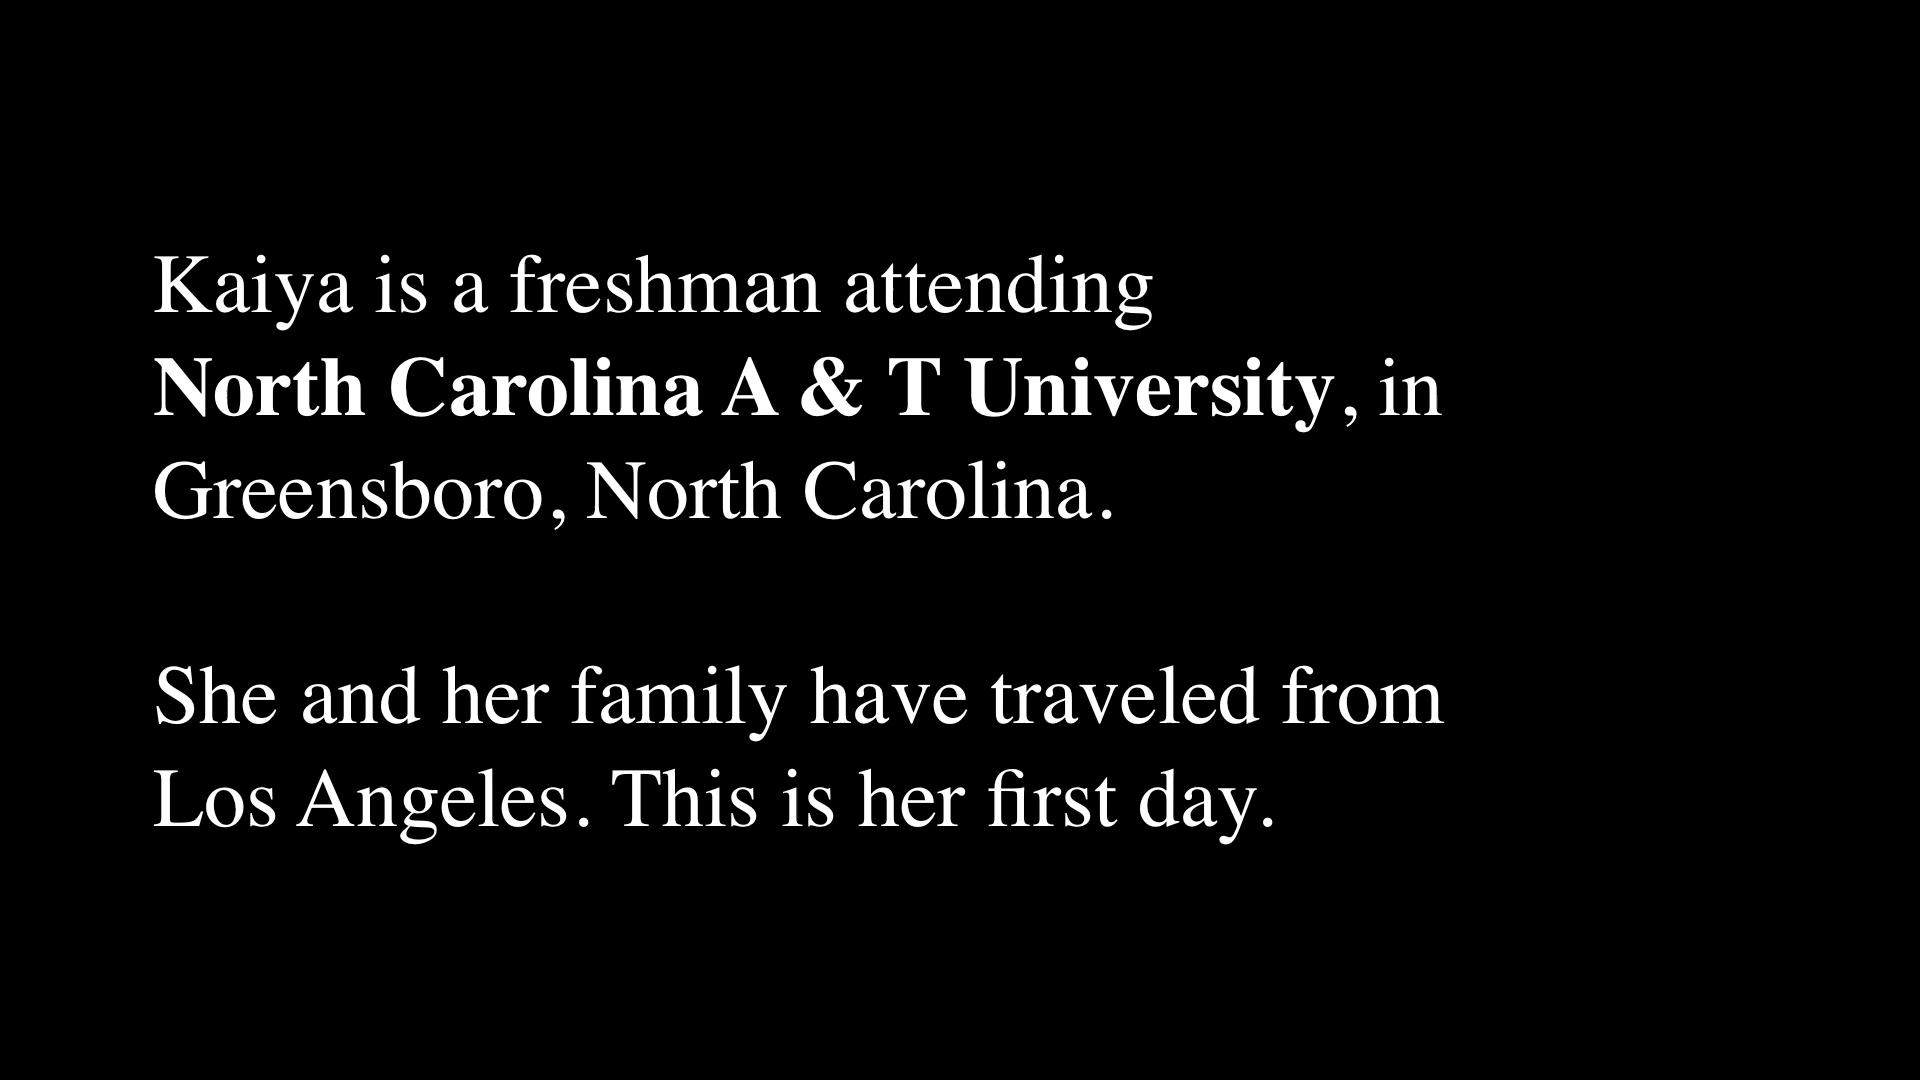 Kaiya is a freshman attending
North Carolina A & T University, in
Greensboro, North Carolina.
She and her family have traveled from
Los Angeles. This is her first day.